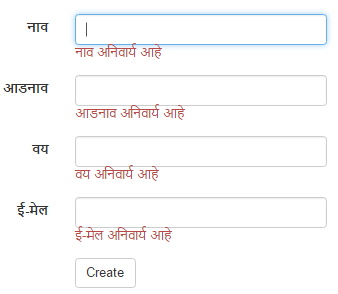 नाव
नाव अनिवार्य आहे
आडनाव
आडनाव अनिवार्य आहे
वय
वय अनिवार्य आहे
ई-मेल
ई-मेल अनिवार्य आहे
Create